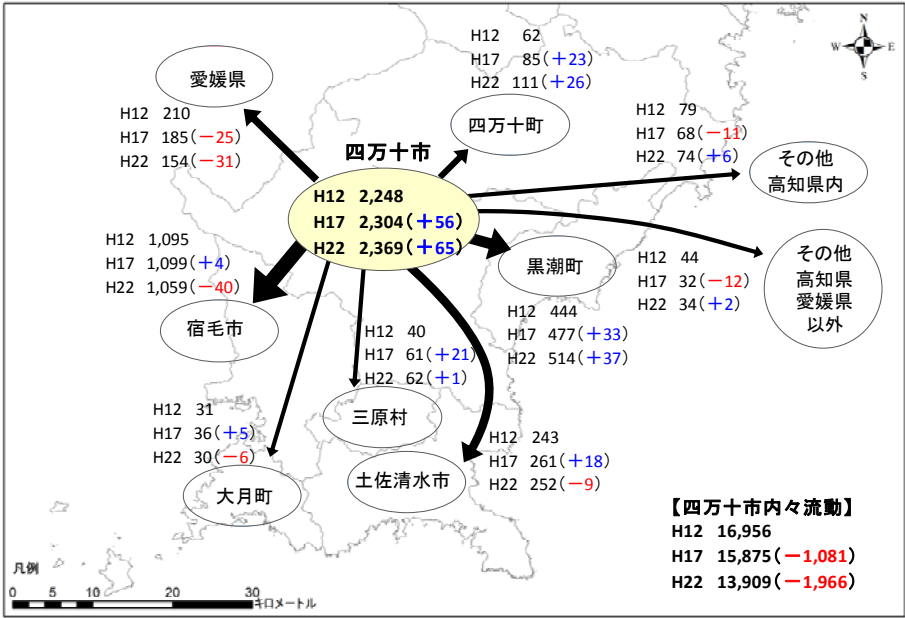 N
W
E
S
愛媛県
H12 210
H17 185(−25)
H22 154(−31)
H12 62
H17 85(+23)
H22 111(+26)
四万十町
H12 79
H17 68(−11)
H22 74(+6)
その他
高知県内
四万十市
H12 2,248
H17 2,304(+56)
H22 2,369(+65)
H12 1,095
H17 1,099(+4)
H22 1,059(−40)
宿毛市
黒潮町
H12 444
H17 477(+33)
H22 514(+37)
H12 44
H17 32(−12)
H22 34(+2)
その他
高知県
愛媛県
以外
H12 40
H17 61(+21)
H22 62(+1)
三原村
H12 31
H17 36(+5)
H22 30(−6)
大月町
H12 243
H17 261(+18)
H22 252(−9)
土佐清水市
【四万十市内々流動】
H12 16,956
H17 15,875(−1,081)
H22 13,909(−1,966)
凡例
0 5 10 20 30
キロメートル